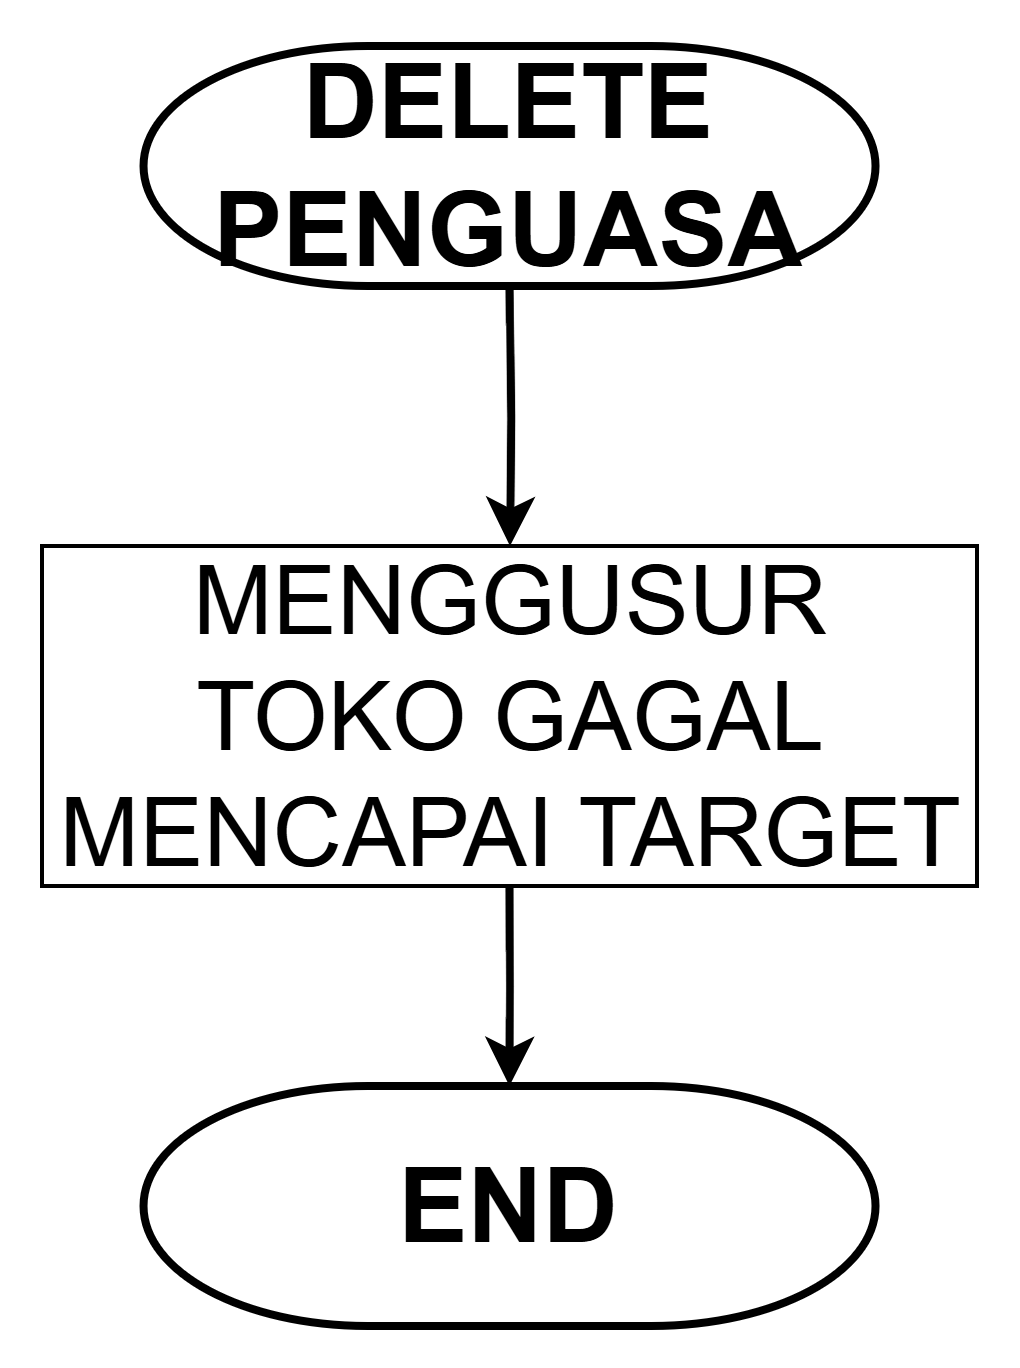 DELETE
PENGUASA
MENGGUSUR
TOKO GAGAL
MENCAPAI TARGET
END